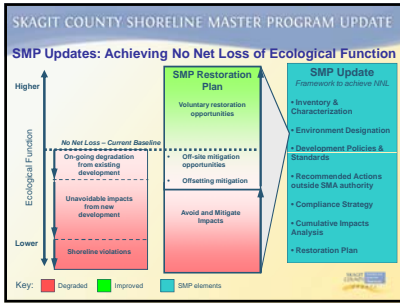 SKAGIT COUNTY SHORELINE MASTER PROGRAM UPDATE
SMP Updates: Achieving No Net Loss of Ecological Function
Higher
Ecological Function
Lower
No Net Loss – Current Baseline
On-going degradation
from existing
development
Unavoidable impacts
from new
development
Shoreline violations
SMP Restoration
Plan
Voluntary restoration
opportunities
• Off-site mitigation
opportunities
• Offsetting mitigation
Avoid and Mitigate
Impacts
SMP Update
Framework to achieve NNL
• Inventory &
Characterization
• Environment Designation
• Development Policies &
Standards
• Recommended Actions
outside SMA authority
• Compliance Strategy
• Cumulative Impacts
Analysis
• Restoration Plan
Key: Degraded Improved SMP elements
SKAGIT
COUNTY